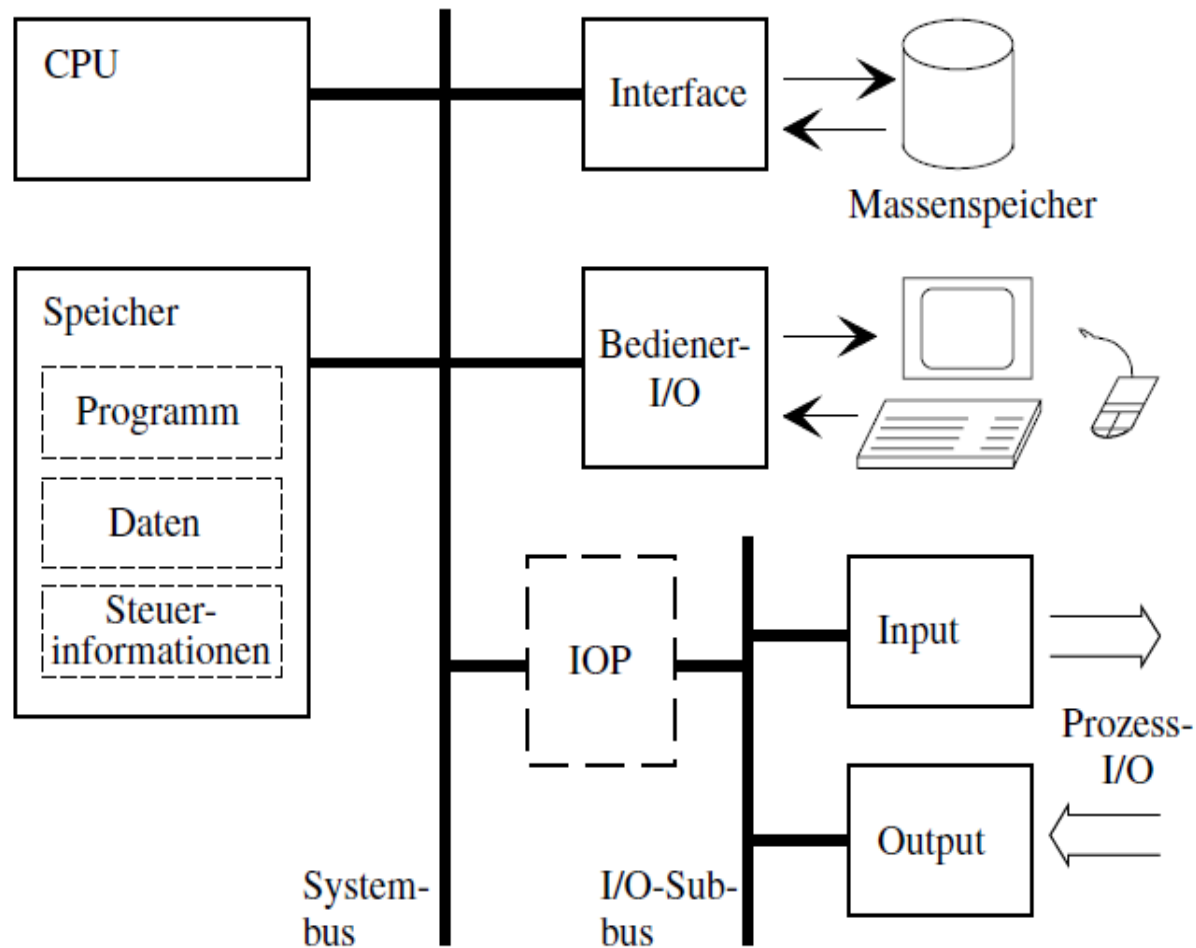 CPU
Interface
Massenspeicher
Speicher
Programm
Daten
Steuer-
informationen
Bediener-
I/O
IOP
Input
Prozess-
I/O
Output
System-
bus
I/O-Sub-
bus